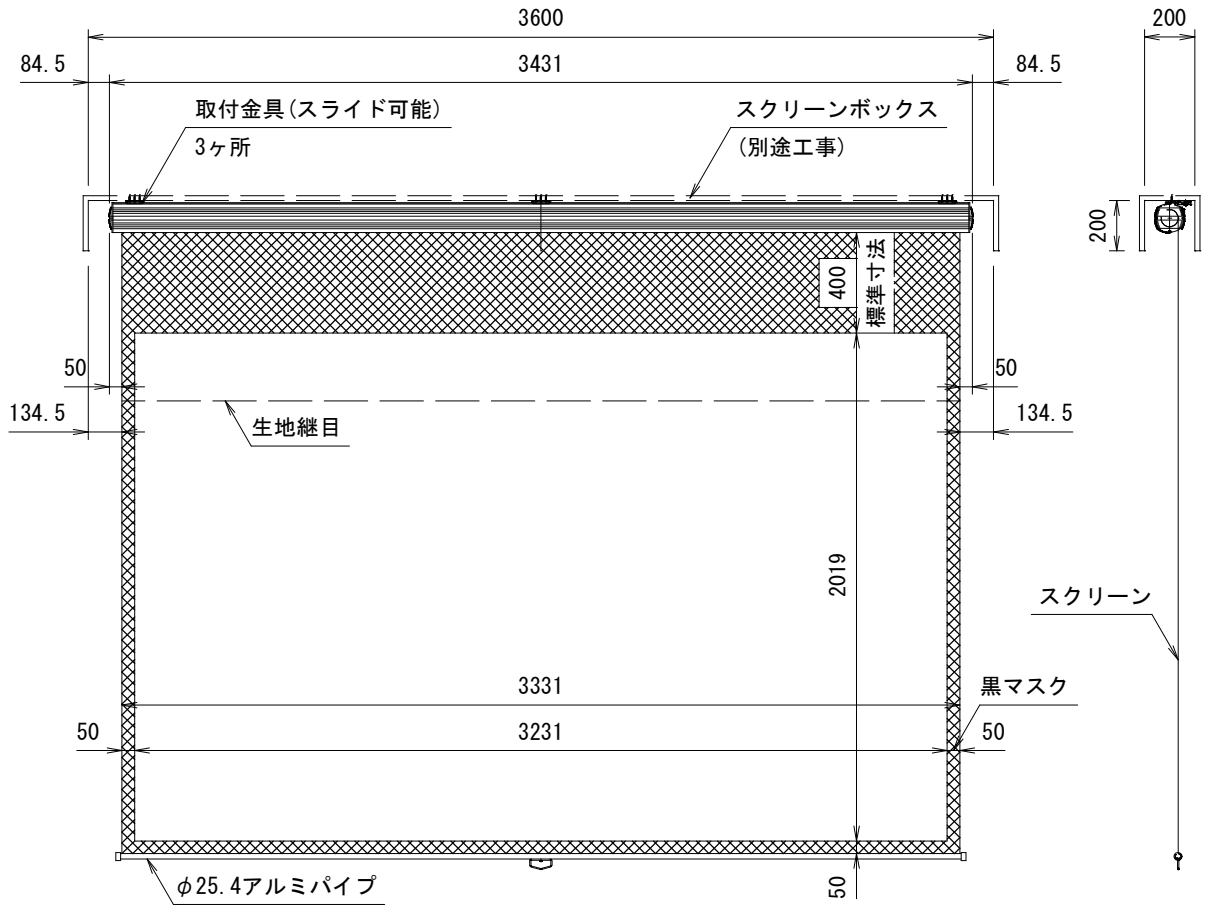 3600
200
84.5
3431
84.5
取付金具(スライド可能)
3ヶ所
スクリーンボックス
(別途工事)
200
400
標準寸法
50
50
134.5
134.5
生地継目
2019
スクリーン
3331
黒マスク
50
3231
50
φ25.4アルミパイプ
50